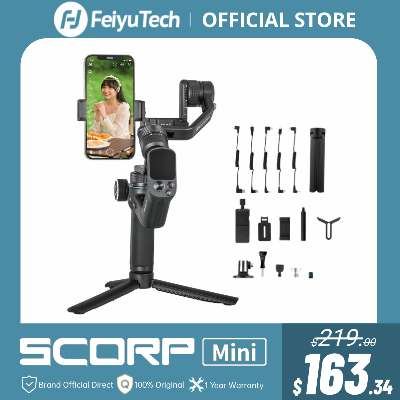 FeiyuTech | OFFICIAL STORE
SCORP Mini
$219.00
$163.34
Brand Official Direct 100% Original 1 Year Warranty